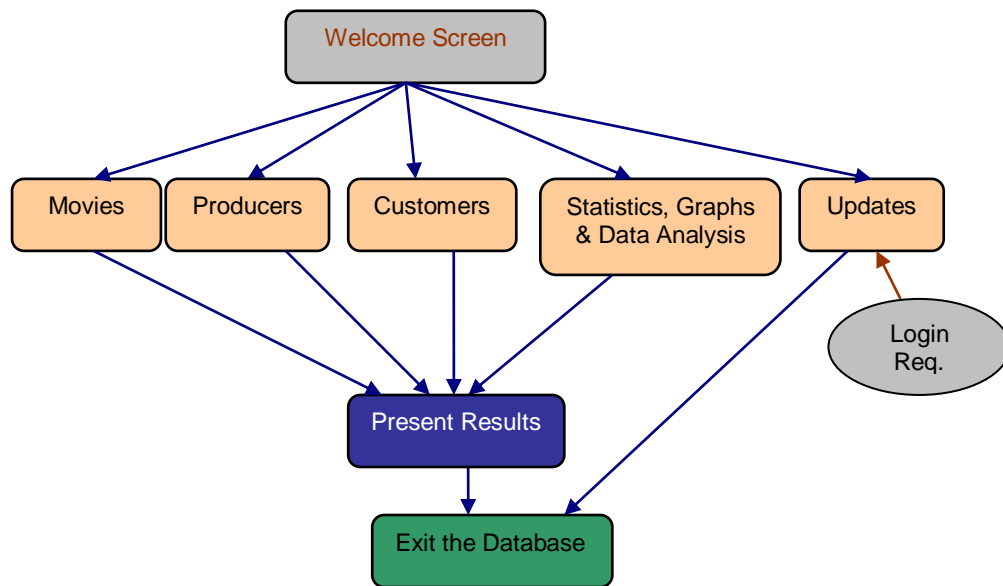 Welcome Screen
Movies
Producers
Customers
Statistics, Graphs
& Data Analysis
Updates
Login
Req.
Present Results
Exit the Database